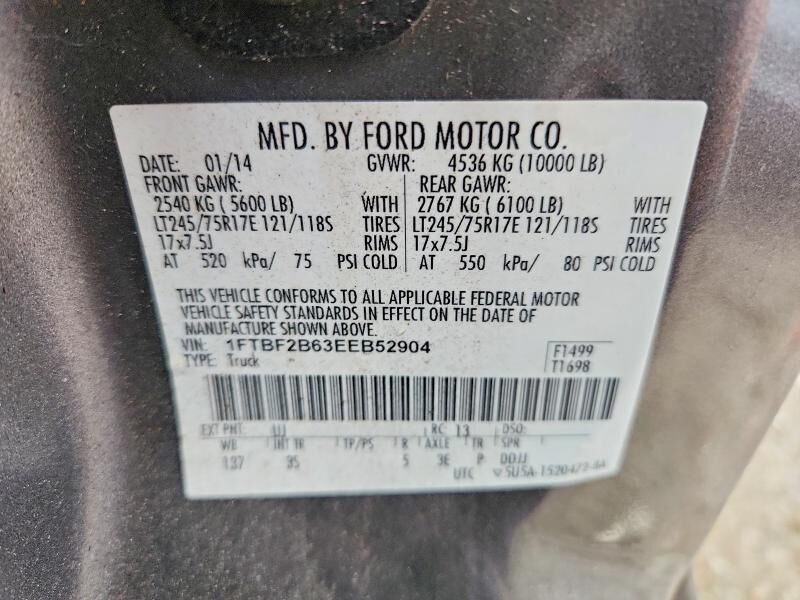 MFD. BY FORD MOTOR CO.
DATE: 01/14 GVWR: 4536 KG (10000 LB)
FRONT GAWR: REAR GAWR:
2540 KG ( 5600 LB) WITH 2767 KG ( 6100 LB) WITH
LT245/75R17E 121/118S TIRES LT245/75R17E 121/118S TIRES
17x7.5J RIMS 17x7.5J RIMS
AT 520 kPa/ 75 PSI COLD AT 550 kPa/ 80 PSI COLD
THIS VEHICLE CONFORMS TO ALL APPLICABLE FEDERAL MOTOR
VEHICLE SAFETY STANDARDS IN EFFECT ON THE DATE OF
MANUFACTURE SHOWN ABOVE.
VIN: 1FTBF2B63EEB52904
TYPE: Truck
F1499
T1698
EXT PNT: UJ RC: 13 DSO:
WB INT TR TP/PS R AXLE TR SPR
137 3S 5 3E P DDJJ
UTC